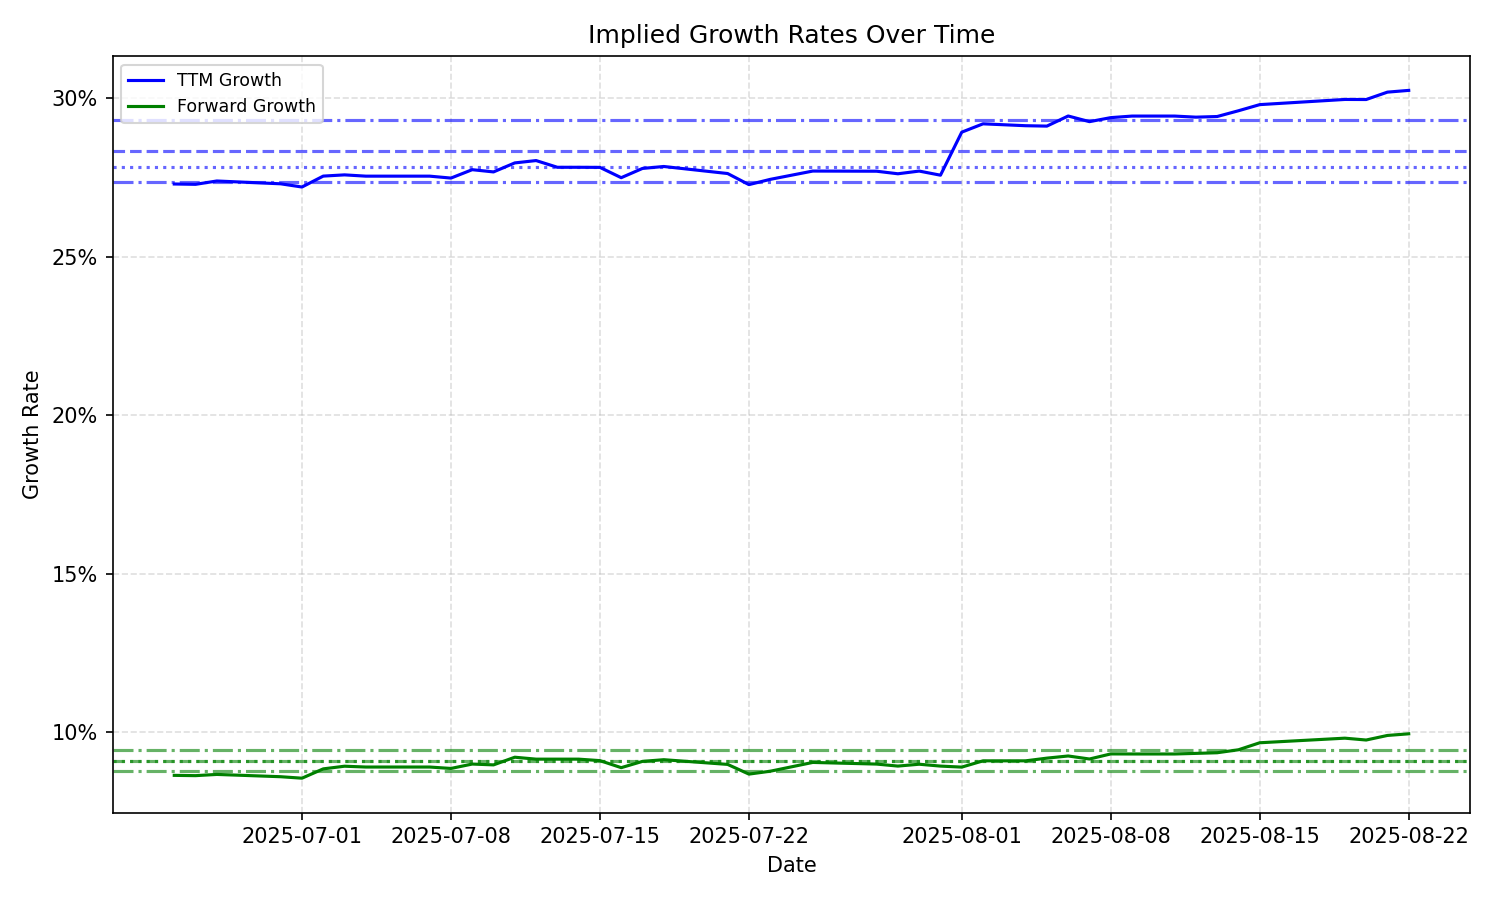 Implied Growth Rates Over Time
TTM Growth
Forward Growth
30%
25%
20%
15%
10%
Growth Rate
2025-07-01
2025-07-08
2025-07-15
2025-07-22
2025-08-01
2025-08-08
2025-08-15
2025-08-22
Date